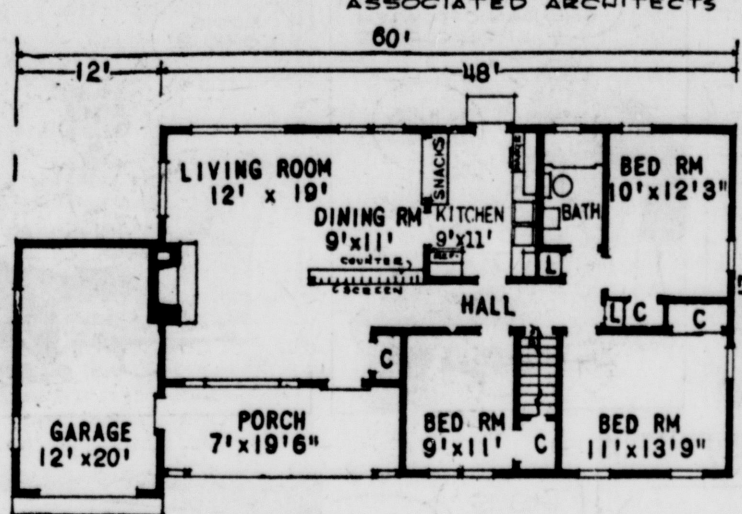 ASSOCIATED ARCHITECTS
60'
12'
48'
LIVING ROOM
12' x 19'
DINING RM
9'x11'
SNACKS
KITCHEN
9'x11'
REF.
COUNTER
SCREEN
BATH
BED RM
10'x12'3"
L
HALL
L
C
C
C
GARAGE
12'x20'
PORCH
7'x19'6"
BED RM
9'x11'
C
BED RM
11'x13'9"